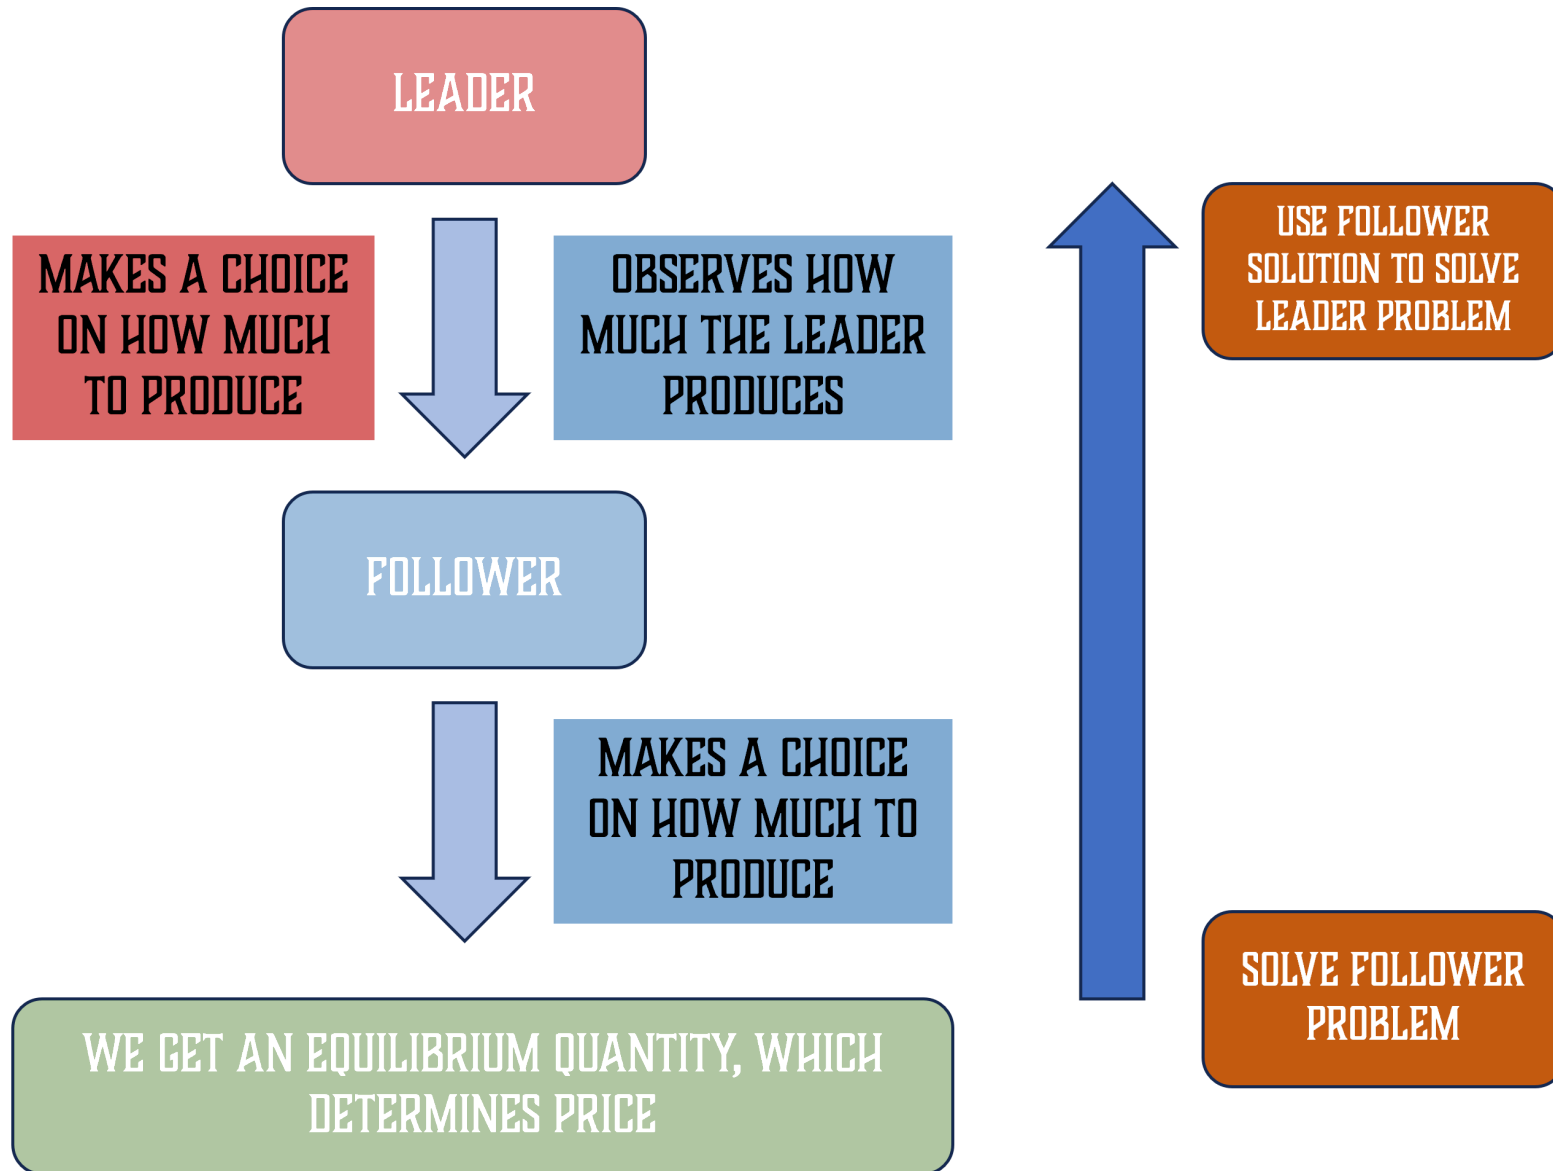 LEADER
MAKES A CHOICE
ON HOW MUCH
TO PRODUCE
OBSERVES HOW
MUCH THE LEADER
PRODUCES
FOLLOWER
MAKES A CHOICE
ON HOW MUCH TO
PRODUCE
WE GET AN EQUILIBRIUM QUANTITY, WHICH
DETERMINES PRICE
USE FOLLOWER
SOLUTION TO SOLVE
LEADER PROBLEM
SOLVE FOLLOWER
PROBLEM